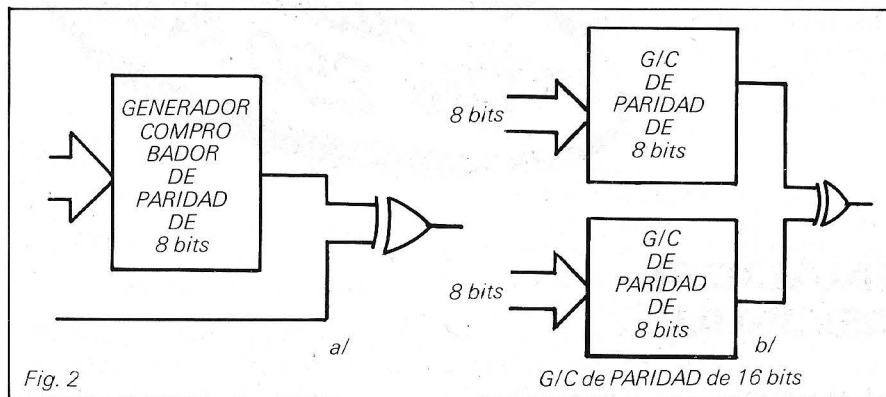 GENERADOR
COMPRO
BADOR
DE
PARIDAD
DE
8 bits
a/
8 bits
G/C
DE
PARIDAD
DE
8 bits
8 bits
G/C
DE
PARIDAD
DE
8 bits
b/
Fig. 2
G/C de PARIDAD de 16 bits